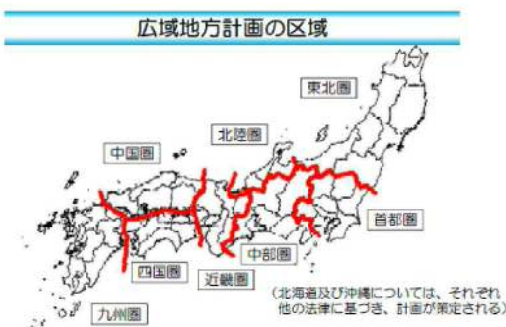 広域地方計画の区域
東北圏
北陸圏
中国圏
首都圏
中部圏
近畿圏
四国圏
九州圏
(北海道及び沖縄については、それぞれ
他の法律に基づき、計画が策定される)